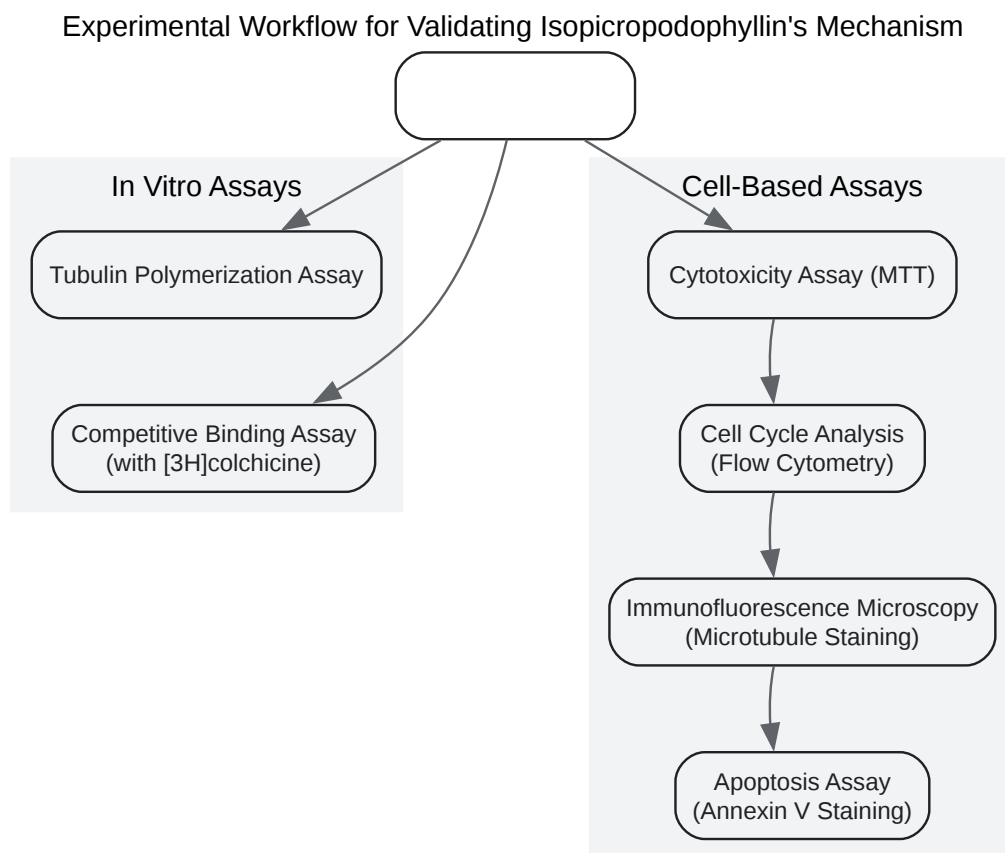 Experimental Workflow for Validating Isopicropodophyllin's Mechanism
In Vitro Assays
Tubulin Polymerization Assay
Competitive Binding Assay
(with [3H]colchicine)
Cell-Based Assays
Cytotoxicity Assay (MTT)
Cell Cycle Analysis
(Flow Cytometry)
Immunofluorescence Microscopy
(Microtubule Staining)
Apoptosis Assay
(Annexin V Staining)